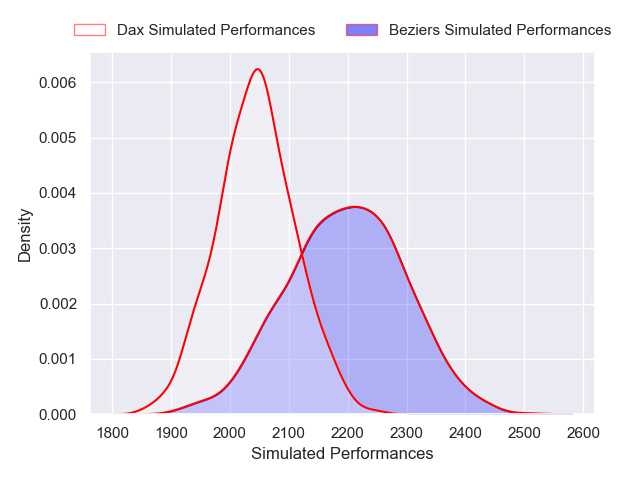 Dax Simulated Performances Beziers Simulated Performances
0.006
0.005
0.004
0.003
0.002
0.001
0.000
Density
1800 1900 2000 2100 2200 2300 2400 2500 2600
Simulated Performances